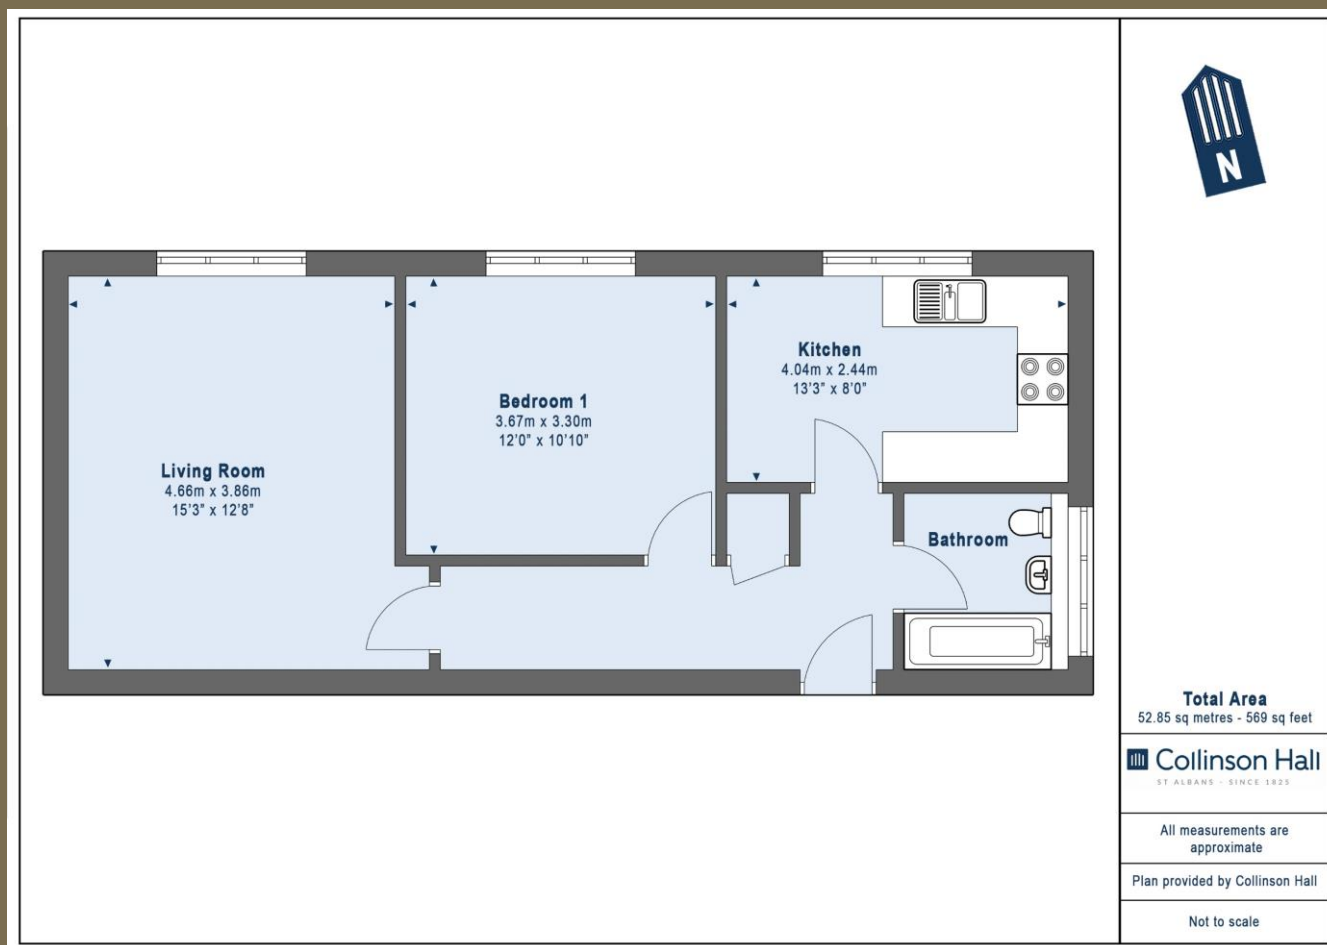 N
Living Room
4.66m x 3.86m
15'3" x 12'8"
Bedroom 1
3.67m x 3.30m
12'0" x 10'10"
Kitchen
4.04m x 2.44m
13'3" x 8'0"
Bathroom
Total Area
52.85 sq metres - 569 sq feet
Collinson Hall
ST ALBANS - SINCE 1825
All measurements are
approximate
Plan provided by Collinson Hall
Not to scale